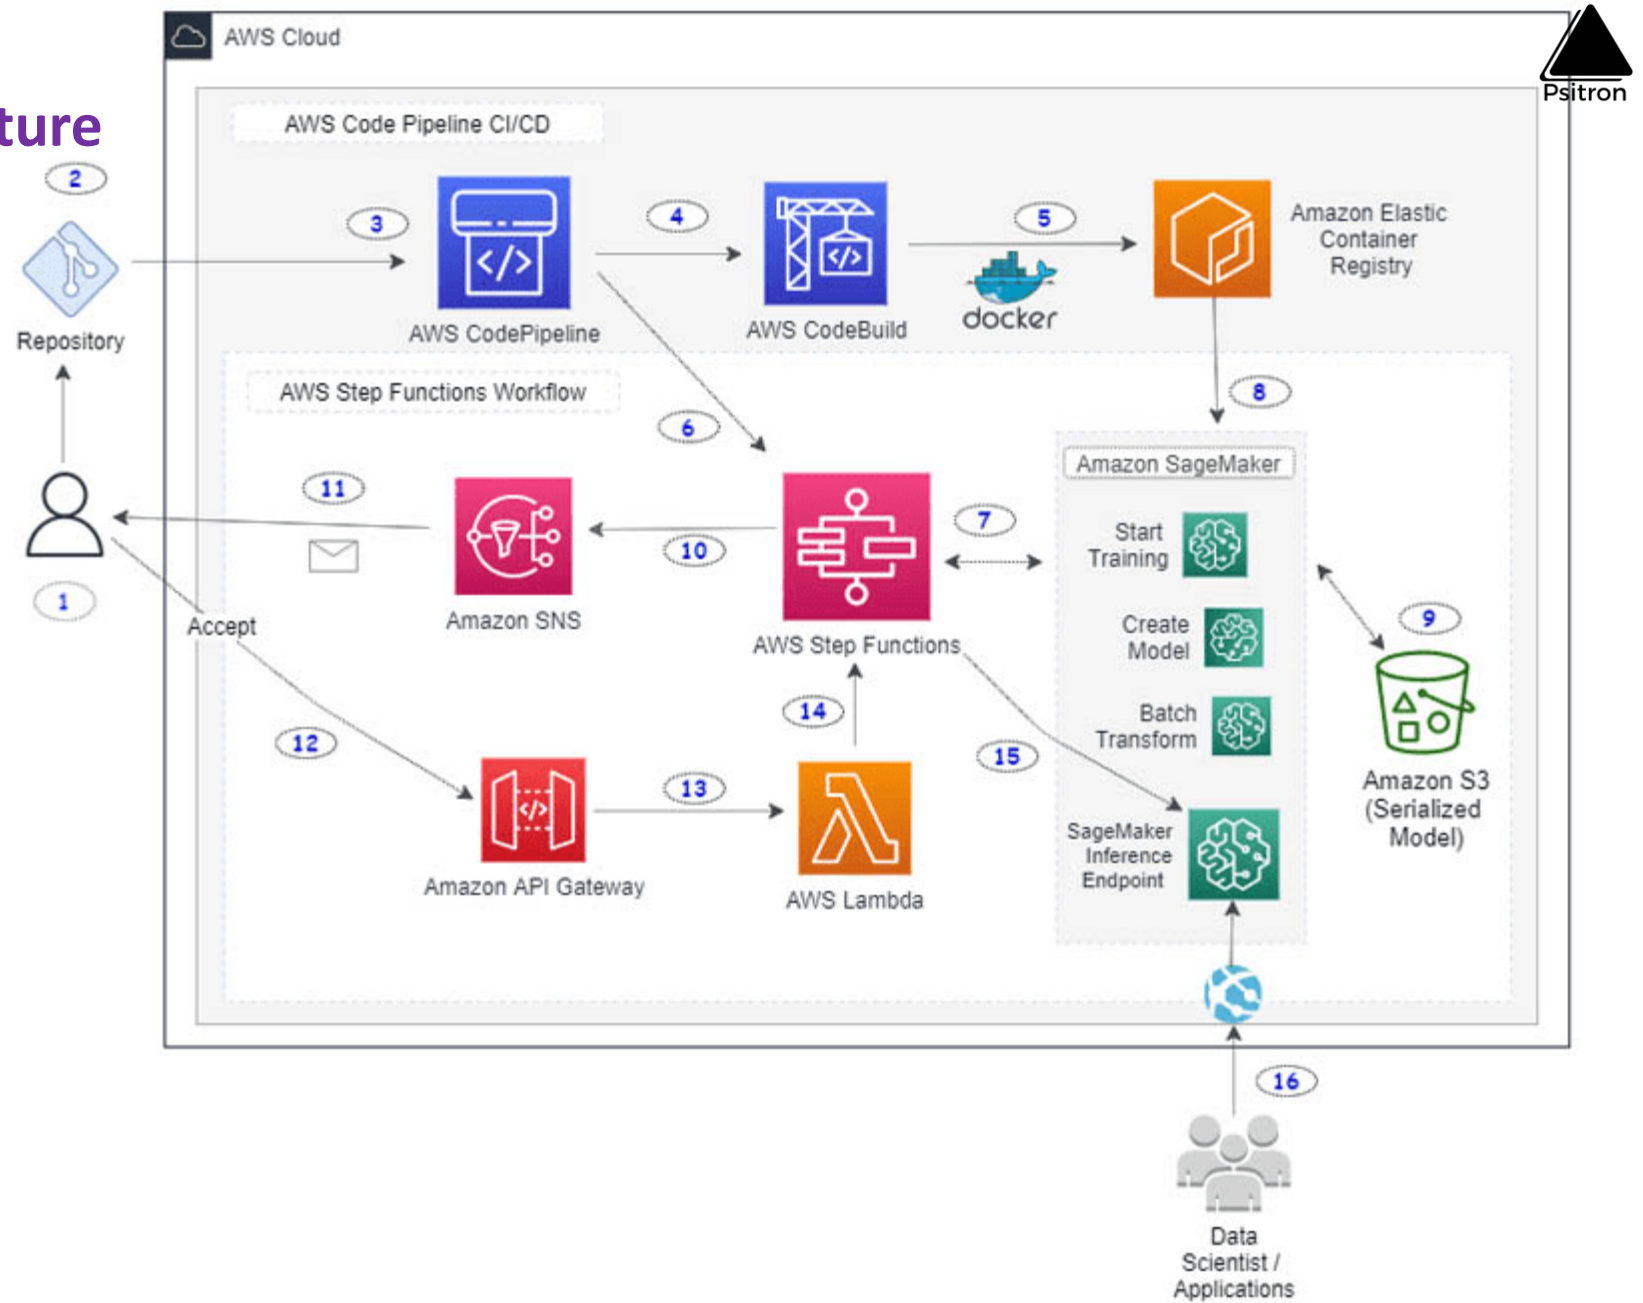 AWS Cloud
Psitron
ture
AWS Code Pipeline CI/CD
2
3
4
5
Amazon Elastic
Container
Registry
Repository
AWS CodePipeline
AWS CodeBuild
docker
AWS Step Functions Workflow
6
8
Amazon SageMaker
11
7
10
Start
Training
1
Accept
Amazon SNS
AWS Step Functions
Create
Model
9
12
14
15
Batch
Transform
13
Amazon S3
(Serialized
Model)
SageMaker
Inference
Endpoint
Amazon API Gateway
AWS Lambda
16
Data
Scientist /
Applications